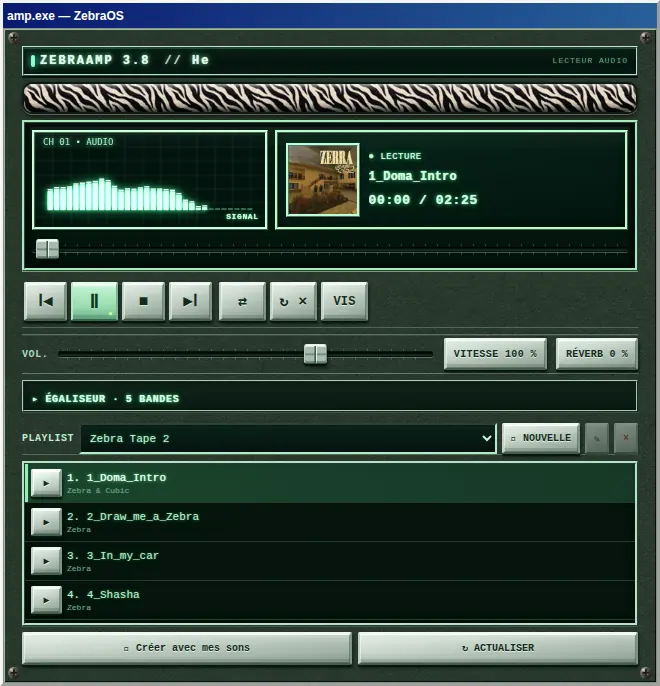 amp.exe — ZebraOS
ZEBRAAMP 3.8 // He
LECTEUR AUDIO
CH 01 • AUDIO
SIGNAL
ZEBRA
● LECTURE
1_Doma_Intro
00:00 / 02:25
VIS
VOL.
VITESSE 100 %
RÉVERB 0 %
▸ ÉGALISEUR · 5 BANDES
PLAYLIST
Zebra Tape 2
NOUVELLE
1. 1_Doma_Intro
Zebra & Cubic
2. 2_Draw_me_a_Zebra
Zebra
3. 3_In_my_car
Zebra
4. 4_Shasha
Zebra
Créer avec mes sons
↻ ACTUALISER